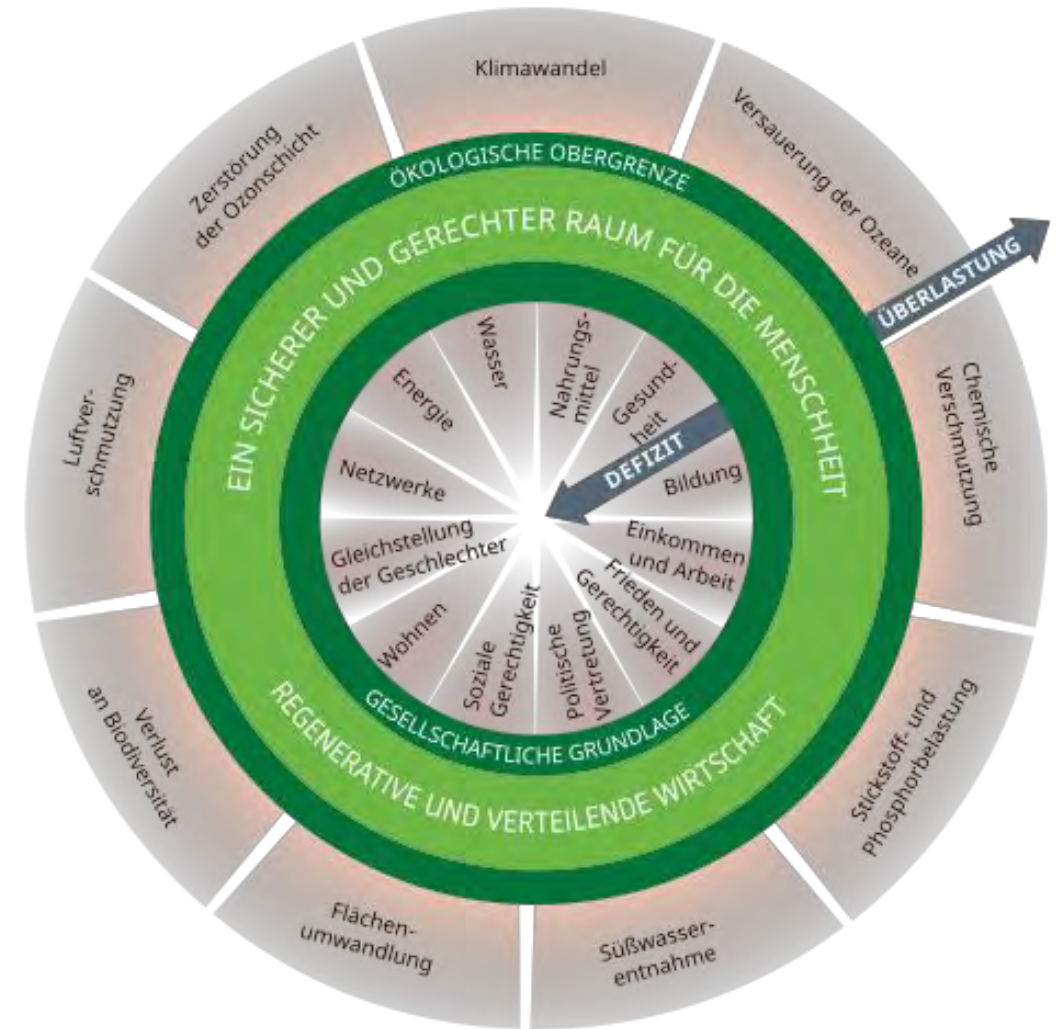 Klimawandel
Versauerung der Ozeane
ÜBERLASTUNG
Chemische
Verschmutzung
Stickstoff- und
Phosphorbelastung
Süßwasser-
entnahme
Flächen-
umwandlung
Verlust
an Biodiversität
Luftver-
schmutzung
Zerstörung
der Ozonschicht
ÖKOLOGISCHE OBERGRENZE
EIN SICHERER UND GERECHTER RAUM FÜR DIE MENSCHHEIT
Wasser
Nahrungs-
mittel
Gesund-
heit
DEFIZIT
Bildung
Einkommen
und Arbeit
Frieden und
Gerechtigkeit
Politische
Vertretung
Soziale
Gerechtigkeit
Wohnen
Gleichstellung
der Geschlechter
Netzwerke
Energie
GESELLSCHAFTLICHE GRUNDLAGE
REGENERATIVE UND VERTEILENDE WIRTSCHAFT